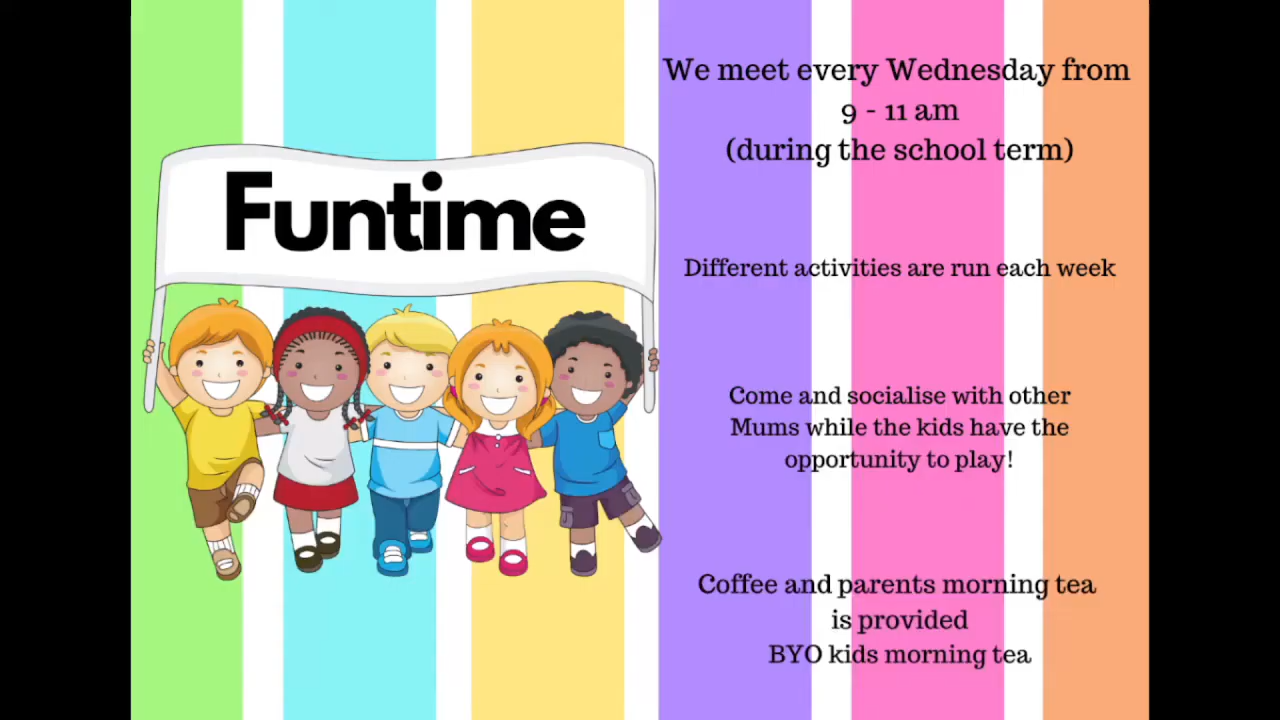 Funtime
We meet every Wednesday from
9 - 11 am
(during the school term)
Different activities are run each week
Come and socialise with other
Mums while the kids have the
opportunity to play!
Coffee and parents morning tea
is provided
BYO kids morning tea